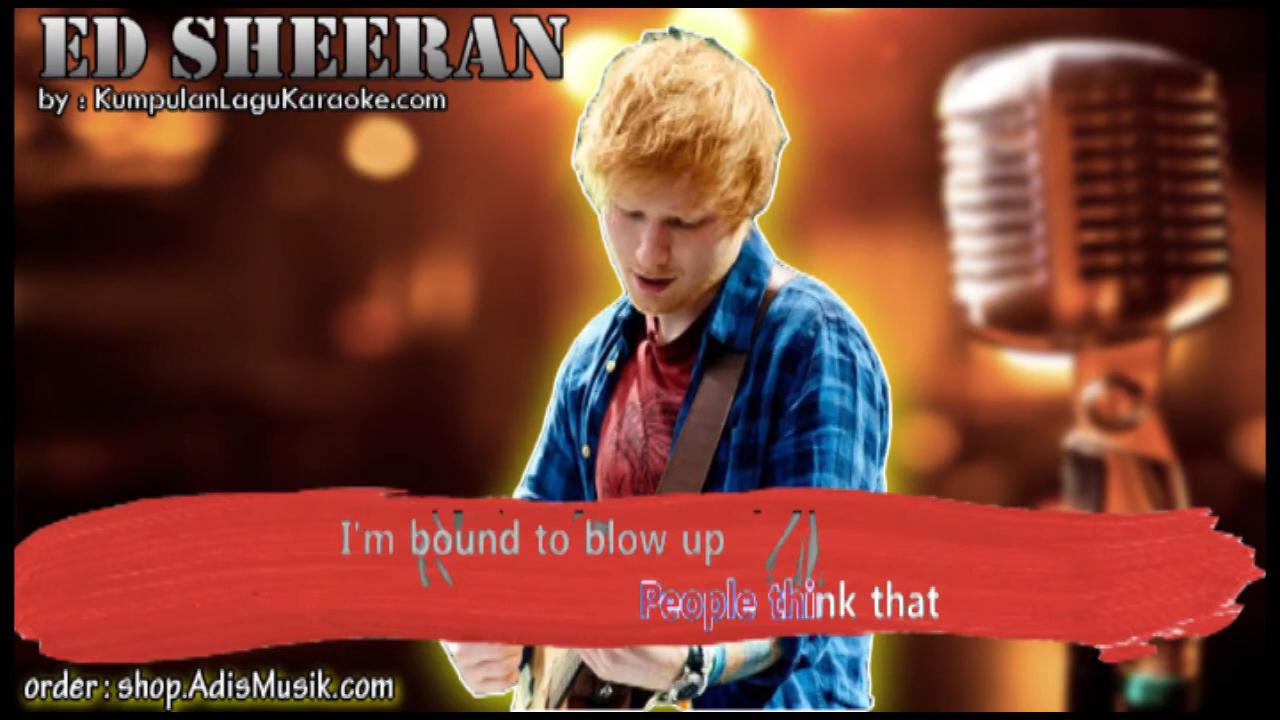 ED SHEERAN
by : KumpulanLaguKaraoke.com
I'm bound to blow up
People think that
order : shop.AdisMusik.com